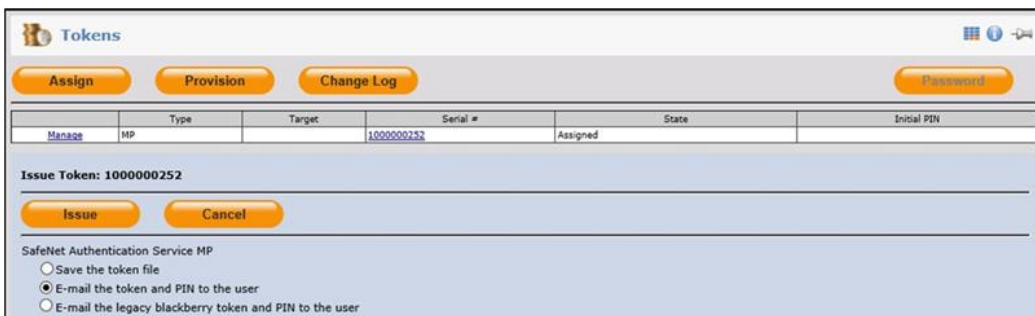 Tokens
Assign Provision Change Log Password
Type Target Serial # State Initial PIN
Manage MP 1000000252 Assigned
Issue Token: 1000000252
Issue Cancel
SafeNet Authentication Service MP
Save the token file
E-mail the token and PIN to the user
E-mail the legacy blackberry token and PIN to the user